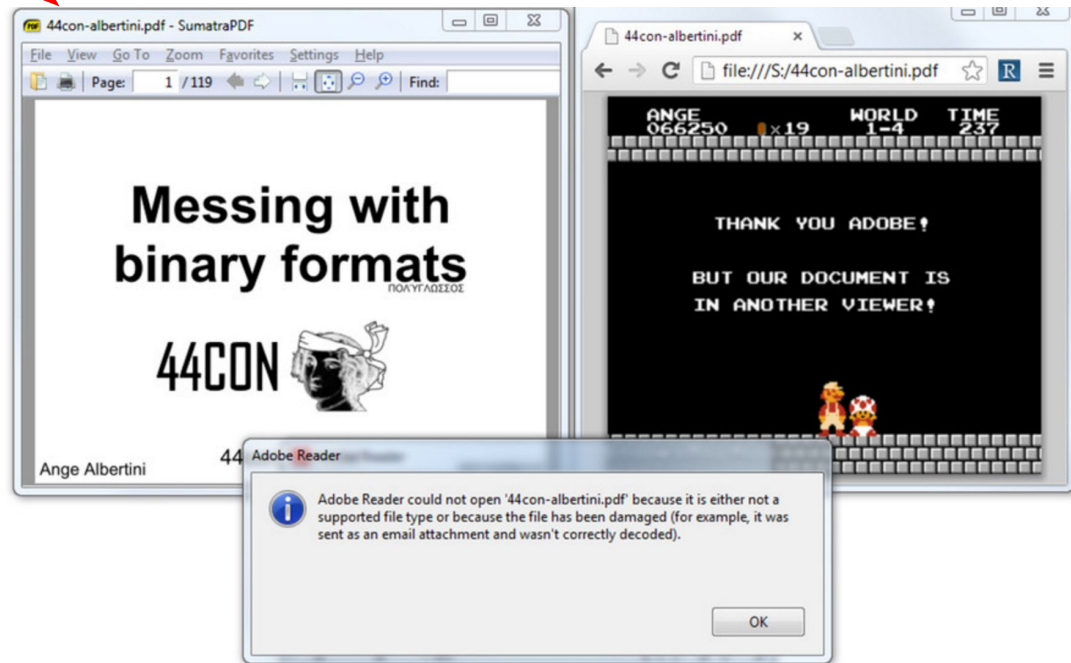 44con-albertini.pdf - SumatraPDF
File View Go To Zoom Favorites Settings Help
Page: 1 / 119 Find:
Messing with
binary formats
ΠΟΛΥΓΛΩΣΣΟΣ
44CON
Ange Albertini 44
44con-albertini.pdf
file:///S:/44con-albertini.pdf
R
ANGE WORLD TIME
066250 ×19 1-4 237
THANK YOU ADOBE!
BUT OUR DOCUMENT IS
IN ANOTHER VIEWER!
Adobe Reader
Adobe Reader could not open '44con-albertini.pdf' because it is either not a
supported file type or because the file has been damaged (for example, it was
sent as an email attachment and wasn't correctly decoded).
OK